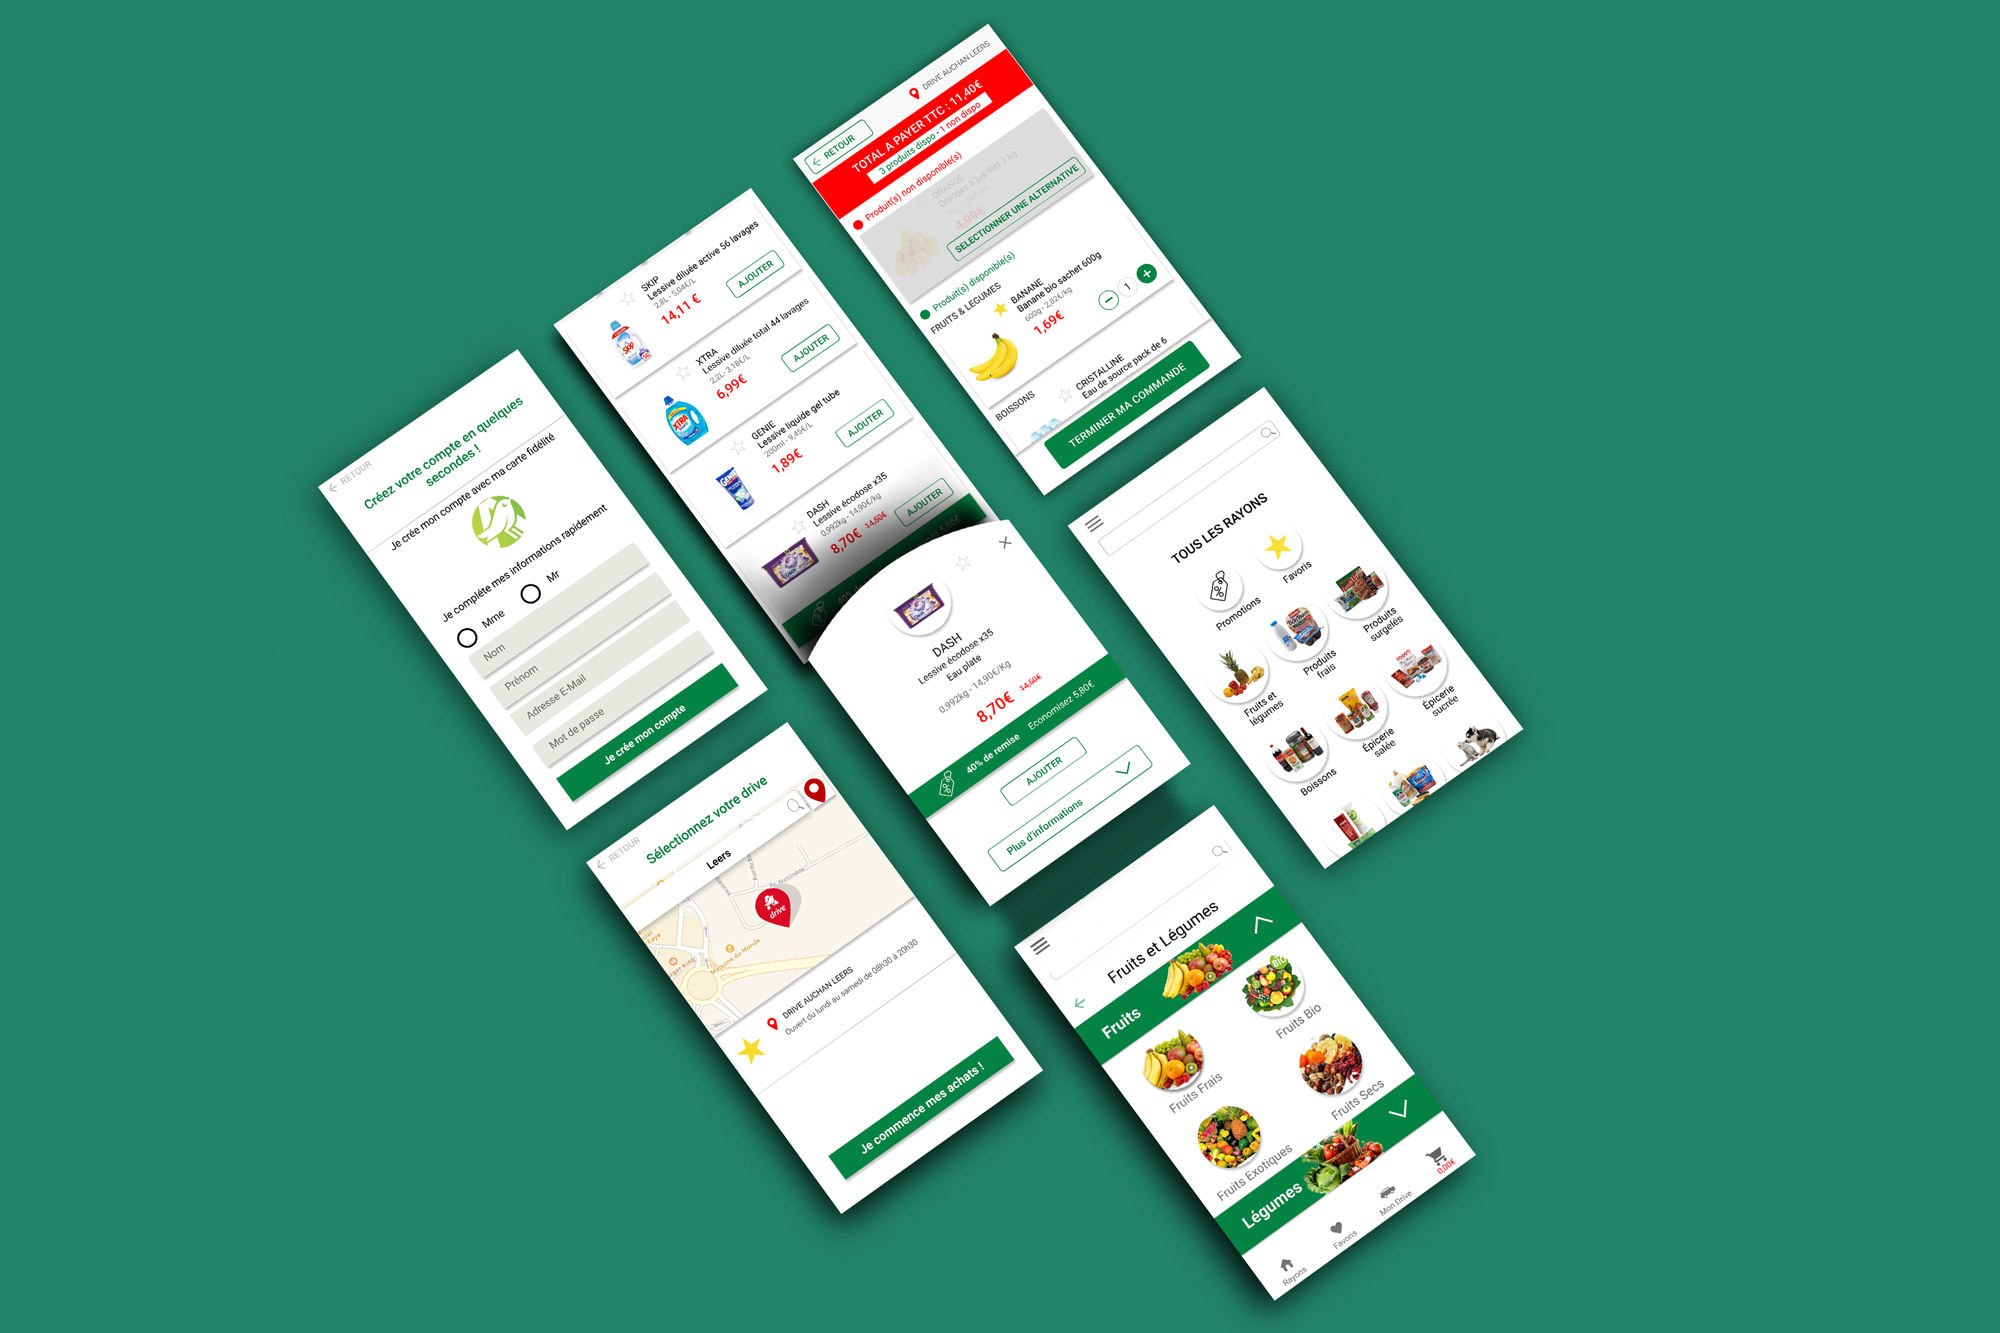 ← RETOUR
Créez votre compte en quelques
secondes !
Je crée mon compte avec ma carte fidélité
Je complète mes informations rapidement
Mme
Mr
Nom
Prénom
Adresse E-Mail
Mot de passe
Je crée mon compte
SKIP
Lessive diluée active 56 lavages
2,8L - 5,04€/L
14,11 €
AJOUTER
Skip
XTRA
Lessive diluée total 44 lavages
2,2L- 3,18€/L
6,99€
AJOUTER
XTRA
GENIE
Lessive liquide gel tube
200ml - 9,45€/L
1,89€
AJOUTER
DASH
Lessive écodose x35
0,992kg - 14,90€/kg
8,70€ 14,50€
AJOUTER
Dash
DRIVE AUCHAN LEERS
← RETOUR
TOTAL A PAYER TTC : 11,40€
3 produits dispo - 1 non dispo
Produit(s) non disponible(s)
ORANGE
Oranges à jus filet 3 kg
4,99€
SELECTIONNER UNE ALTERNATIVE
Produit(s) disponible(s)
FRUITS & LEGUMES
BANANE
Banane bio sachet 600g
600g - 2,82€/kg
1,69€
1
BOISSONS
CRISTALLINE
Eau de source pack de 6
TERMINER MA COMMANDE
DASH
Lessive écodose x35
Eau plate
0,992kg - 14,90€/Kg
8,70€ 14,50€
40% de remise
Economisez 5,80€
AJOUTER
Plus d'informations
← RETOUR
Sélectionnez votre drive
Leers
Av. Archimède
Maisons du Monde
drive
DRIVE AUCHAN LEERS
Ouvert du lundi au samedi de 08h30 à 20h30
Je commence mes achats !
TOUS LES RAYONS
Promotions
Favoris
Fruits et
légumes
Produits
frais
Produits
surgelés
Boissons
Épicerie
salée
Épicerie
sucrée
Fruits et Légumes
Fruits
BIO
Fruits Frais
Fruits Bio
Fruits Exotiques
Fruits Secs
Légumes
Rayons
Favoris
Mon Drive
0,00€